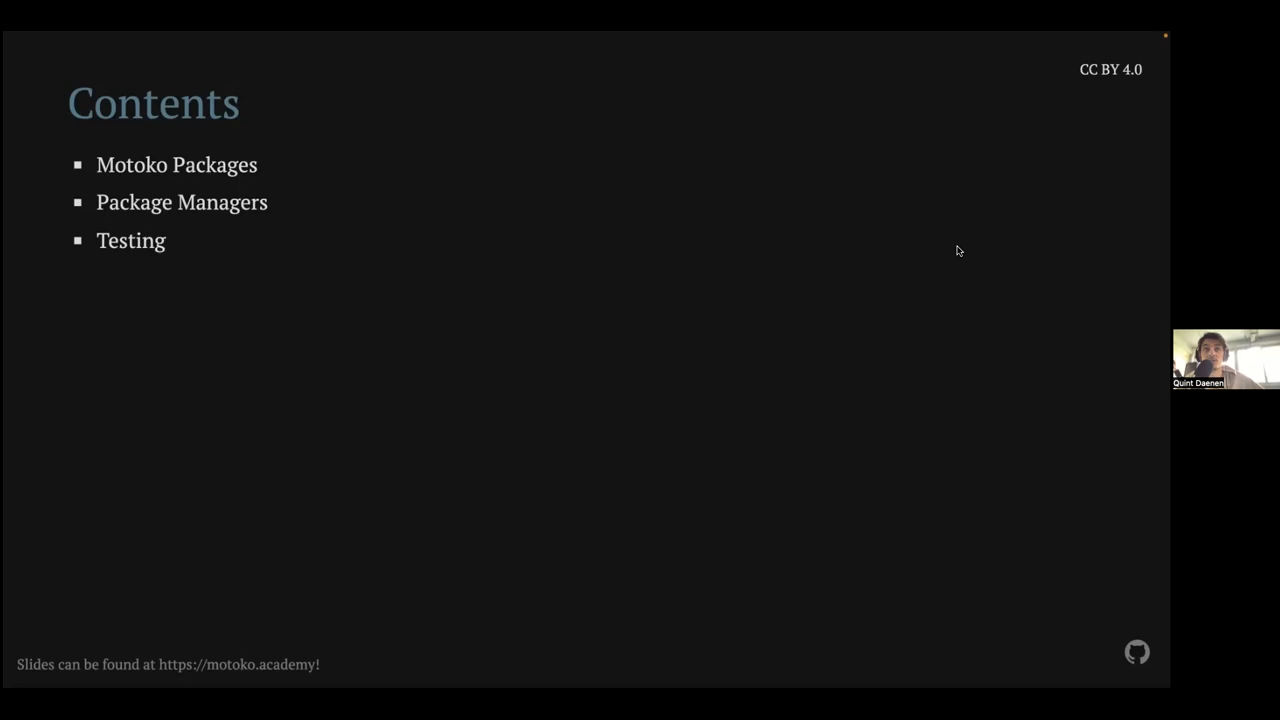 CC BY 4.0
Contents
Motoko Packages
Package Managers
Testing
Quint Daenen
Slides can be found at https://motoko.academy!